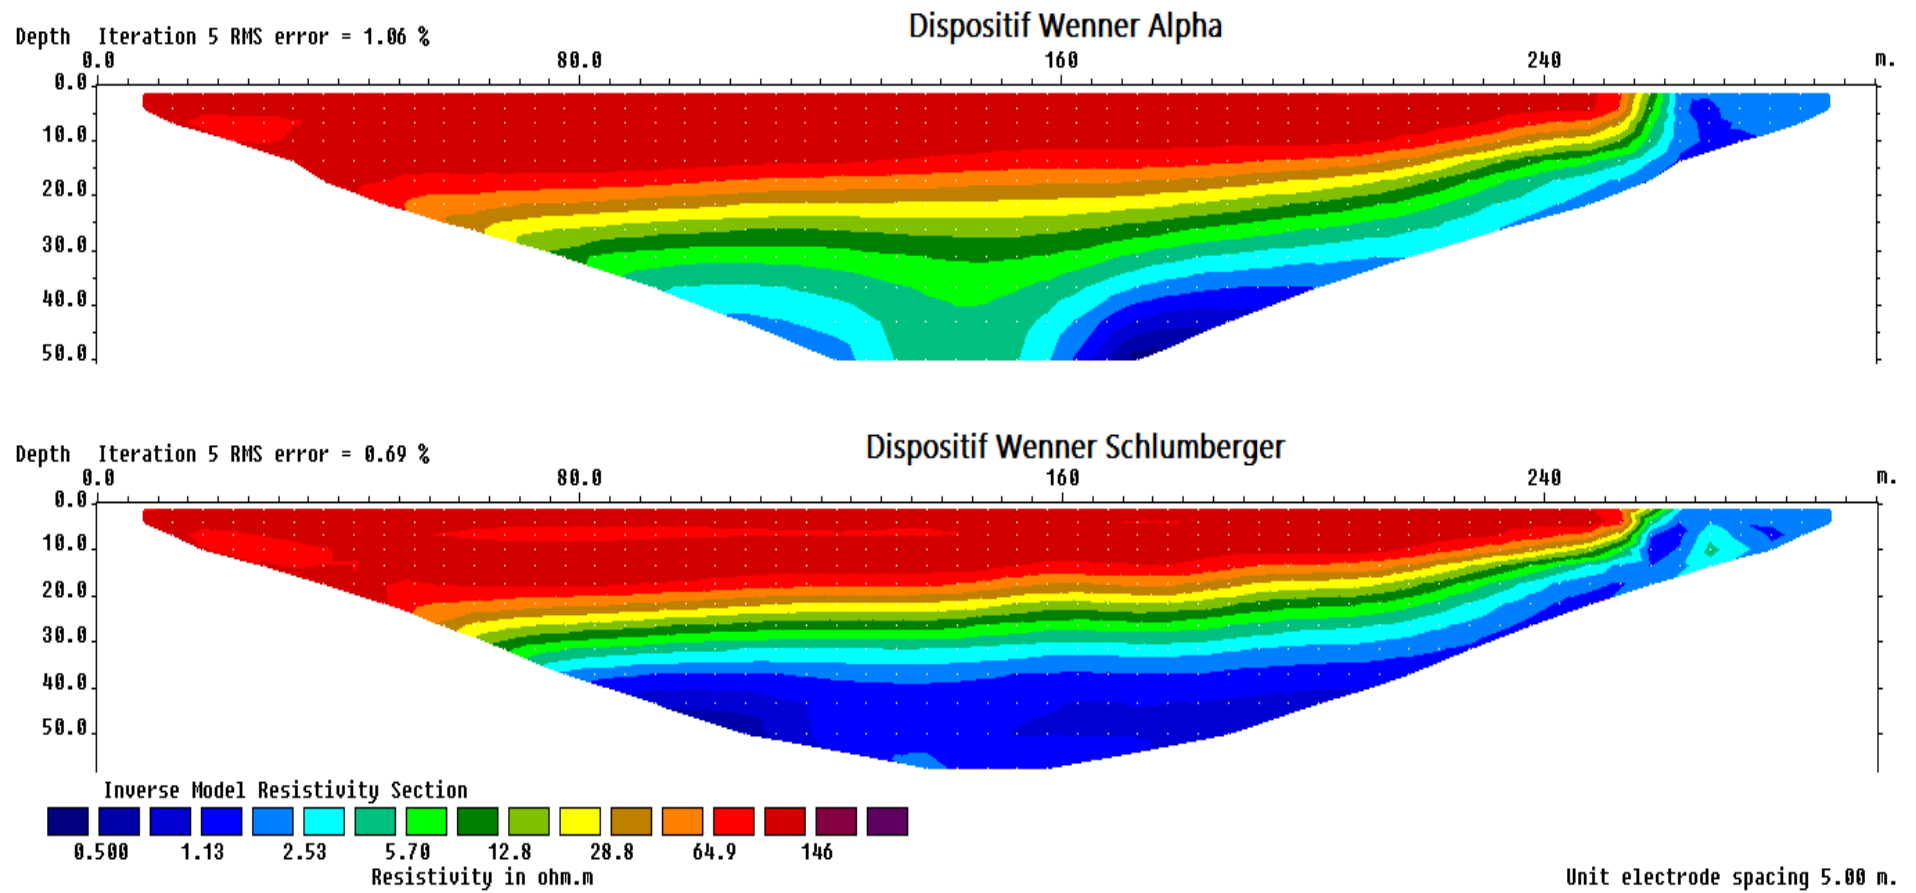 Dispositif Wenner Alpha
Depth Iteration 5 RMS error = 1.06 %
0.0 80.0 160 240 m.
0.0
10.0
20.0
30.0
40.0
50.0
Dispositif Wenner Schlumberger
Depth Iteration 5 RMS error = 0.69 %
0.0 80.0 160 240 m.
0.0
10.0
20.0
30.0
40.0
50.0
Inverse Model Resistivity Section
0.500 1.13 2.53 5.70 12.8 28.8 64.9 146
Resistivity in ohm.m
Unit electrode spacing 5.00 m.